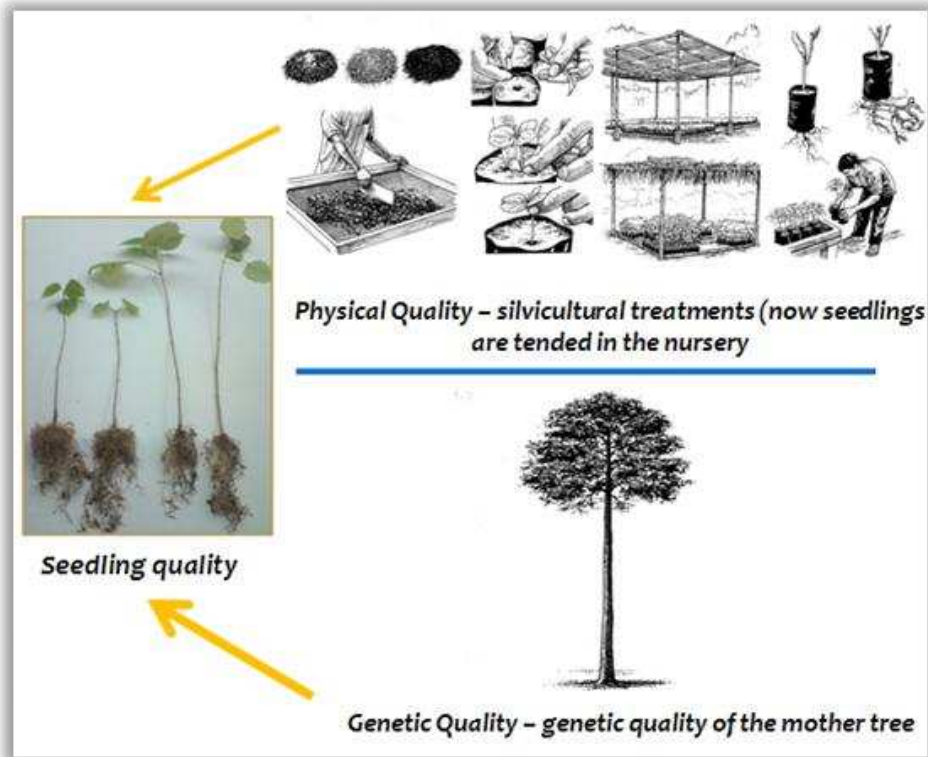 Physical Quality – silvicultural treatments (now seedlings
are tended in the nursery
Seedling quality
Genetic Quality – genetic quality of the mother tree